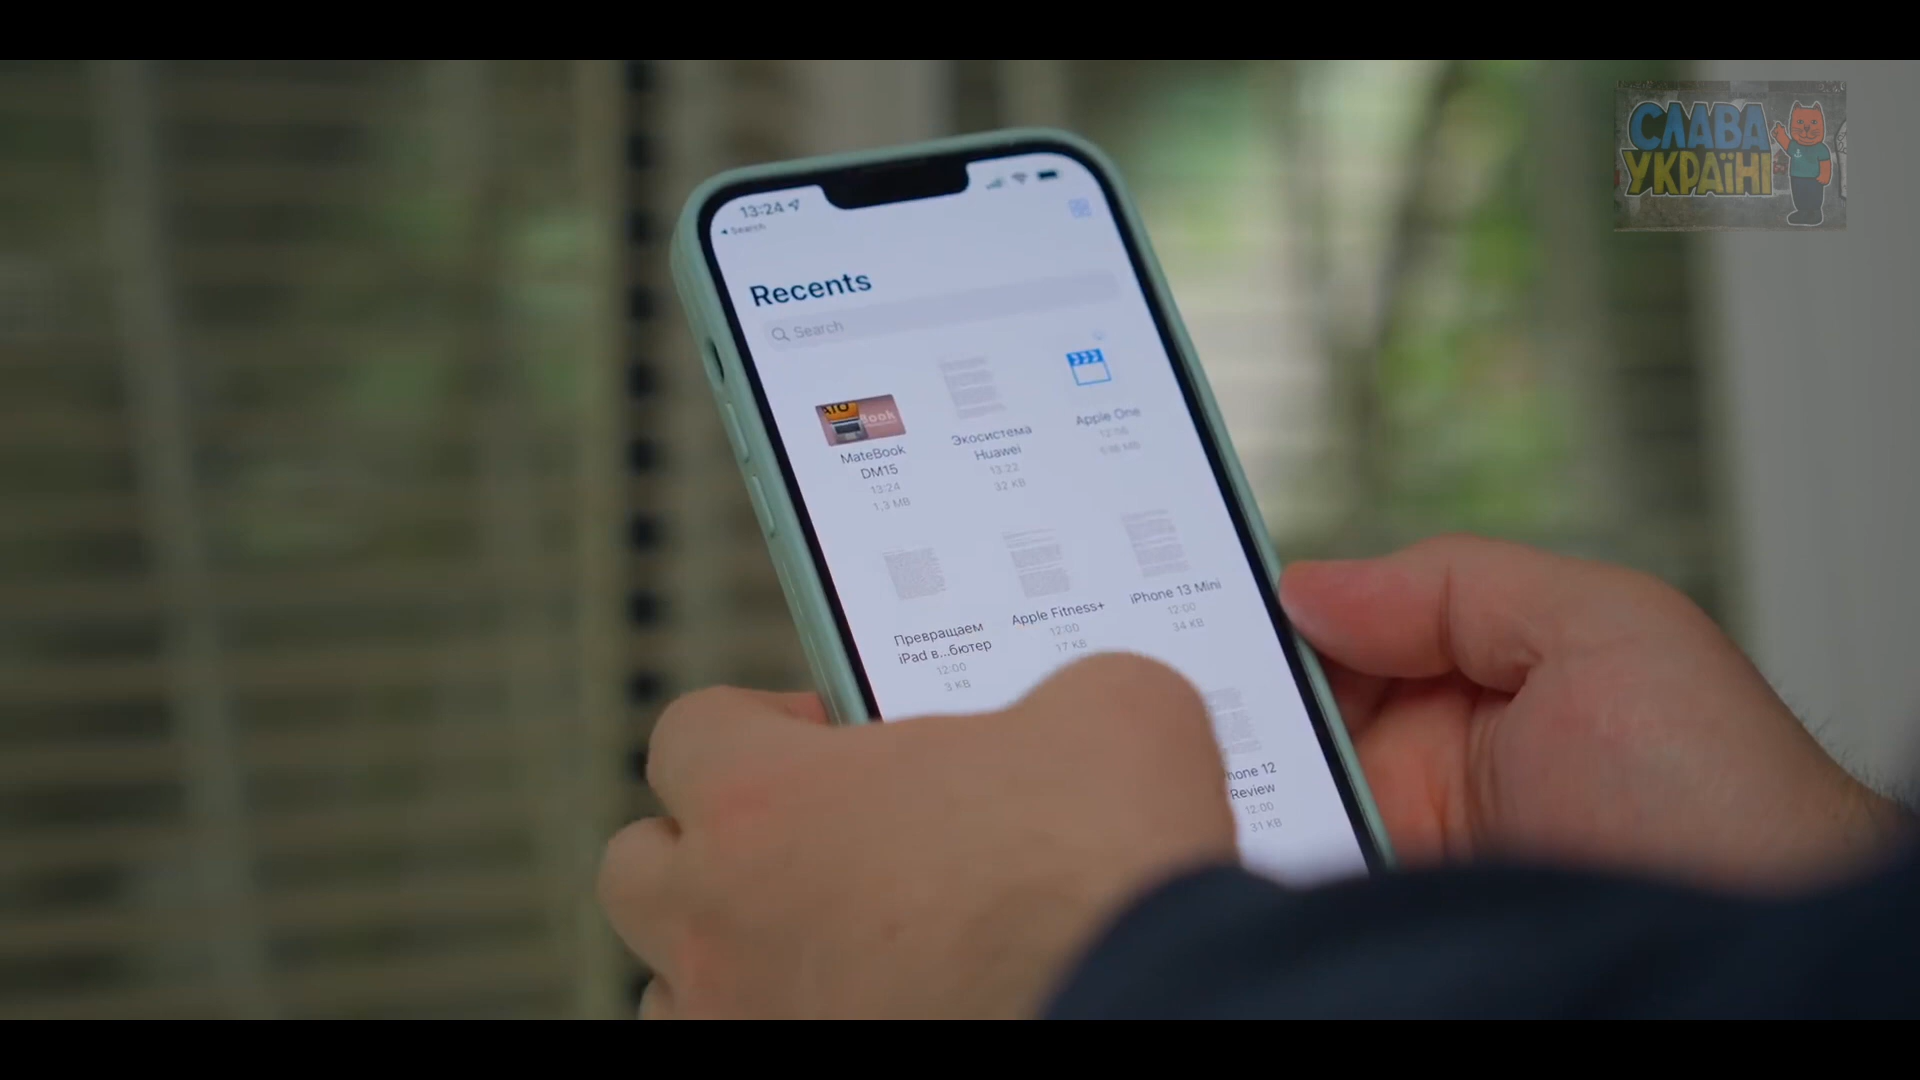 СЛАВА
УКРАЇНІ
13:24
Search
Recents
Search
MateBook
DM15
13:24
1,3 MB
Экосистема
Huawei
13:22
32 KB
Apple One
12:06
Превращаем
iPad в...бютер
12:00
3 KB
Apple Fitness+
12:00
17 KB
iPhone 13 Mini
12:00
34 KB
hone 12
Review
12:00
31 KB